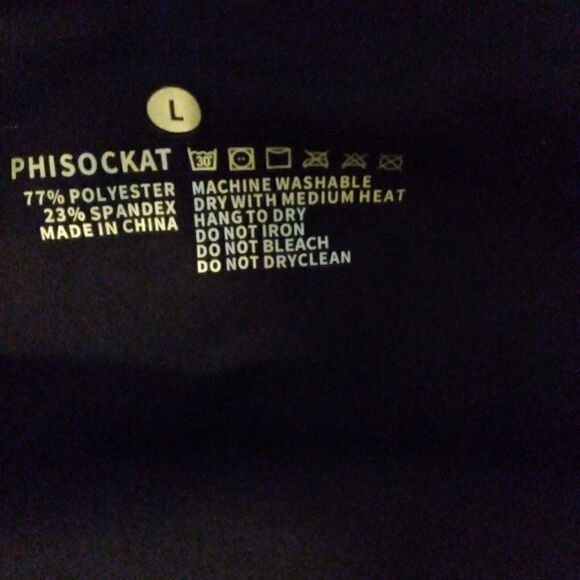 L
PHISOCKAT
30°
77% POLYESTER
23% SPANDEX
MADE IN CHINA
MACHINE WASHABLE
DRY WITH MEDIUM HEAT
HANG TO DRY
DO NOT IRON
DO NOT BLEACH
DO NOT DRYCLEAN